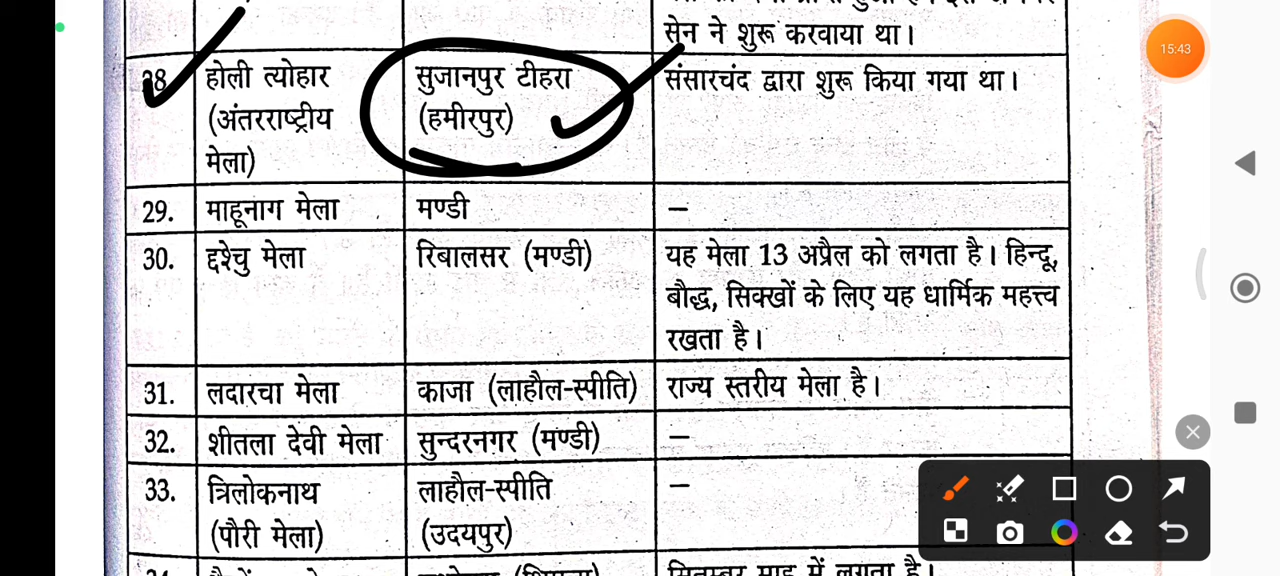 सेन ने शुरू करवाया था।
15:43
28 होली त्योहार सुजानपुर टीहरा संसारचंद द्वारा शुरू किया गया था।
(अंतरराष्ट्रीय (हमीरपुर)
मेला)
29. माहूनाग मेला मण्डी –
30. द्दश्चु मेला रिबालसर (मण्डी) यह मेला 13 अप्रैल को लगता है। हिन्दू,
बौद्ध, सिक्खों के लिए यह धार्मिक महत्त्व
रखता है।
31. लदारचा मेला काजा (लाहौल-स्पीति) राज्य स्तरीय मेला है।
32. शीतला देवी मेला सुन्दरनगर (मण्डी) –
33. त्रिलोकनाथ लाहौल-स्पीति –
(पौरी मेला) (उदयपुर)
सितम्बर माह में लगता है।